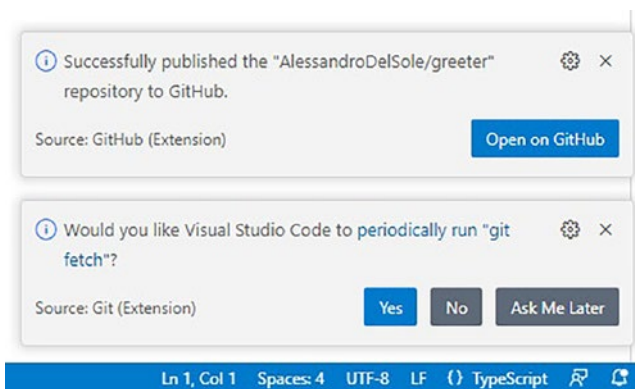 Successfully published the "AlessandroDelSole/greeter"
repository to GitHub.
Source: GitHub (Extension)
Open on GitHub
Would you like Visual Studio Code to periodically run "git
fetch"?
Source: Git (Extension)
Yes No Ask Me Later
Ln 1, Col 1 Spaces: 4 UTF-8 LF {} TypeScript